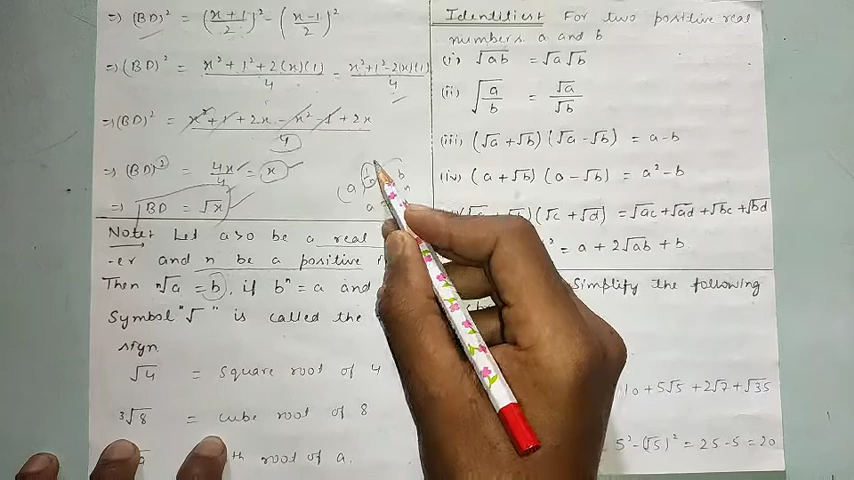 ⇒ (BD)² = ((x+1)/2)² - ((x-1)/2)²
⇒ (BD)² = (x² + 1² + 2(x)(1))/4 = (x² + 1² - 2(x)(1))/4
⇒ (BD)² = (x² + 1 + 2x - x² - 1 + 2x)/4
⇒ (BD)² = 4x/4 = x
⇒ BD = √x
Note: Let a>0 be a real
-er and n be a positive
Then ⁿ√a = b, if bⁿ = a and
Symbol "√" is called the
sign.
√4 = Square root of 4
³√8 = cube root of 8
th root of a.
Identities: For two positive real
numbers a and b
(i) √ab = √a √b
(ii) √(a/b) = √a/√b
(iii) (√a + √b) (√a - √b) = a - b
(iv) (a + √b) (a - √b) = a² - b
(√a + √b) (√c + √d) = √ac + √ad + √bc + √bd
² = a + 2√ab + b
Simplify the following
10 + 5√5 + 2√7 + √35
5² - (√5)² = 25 - 5 = 20